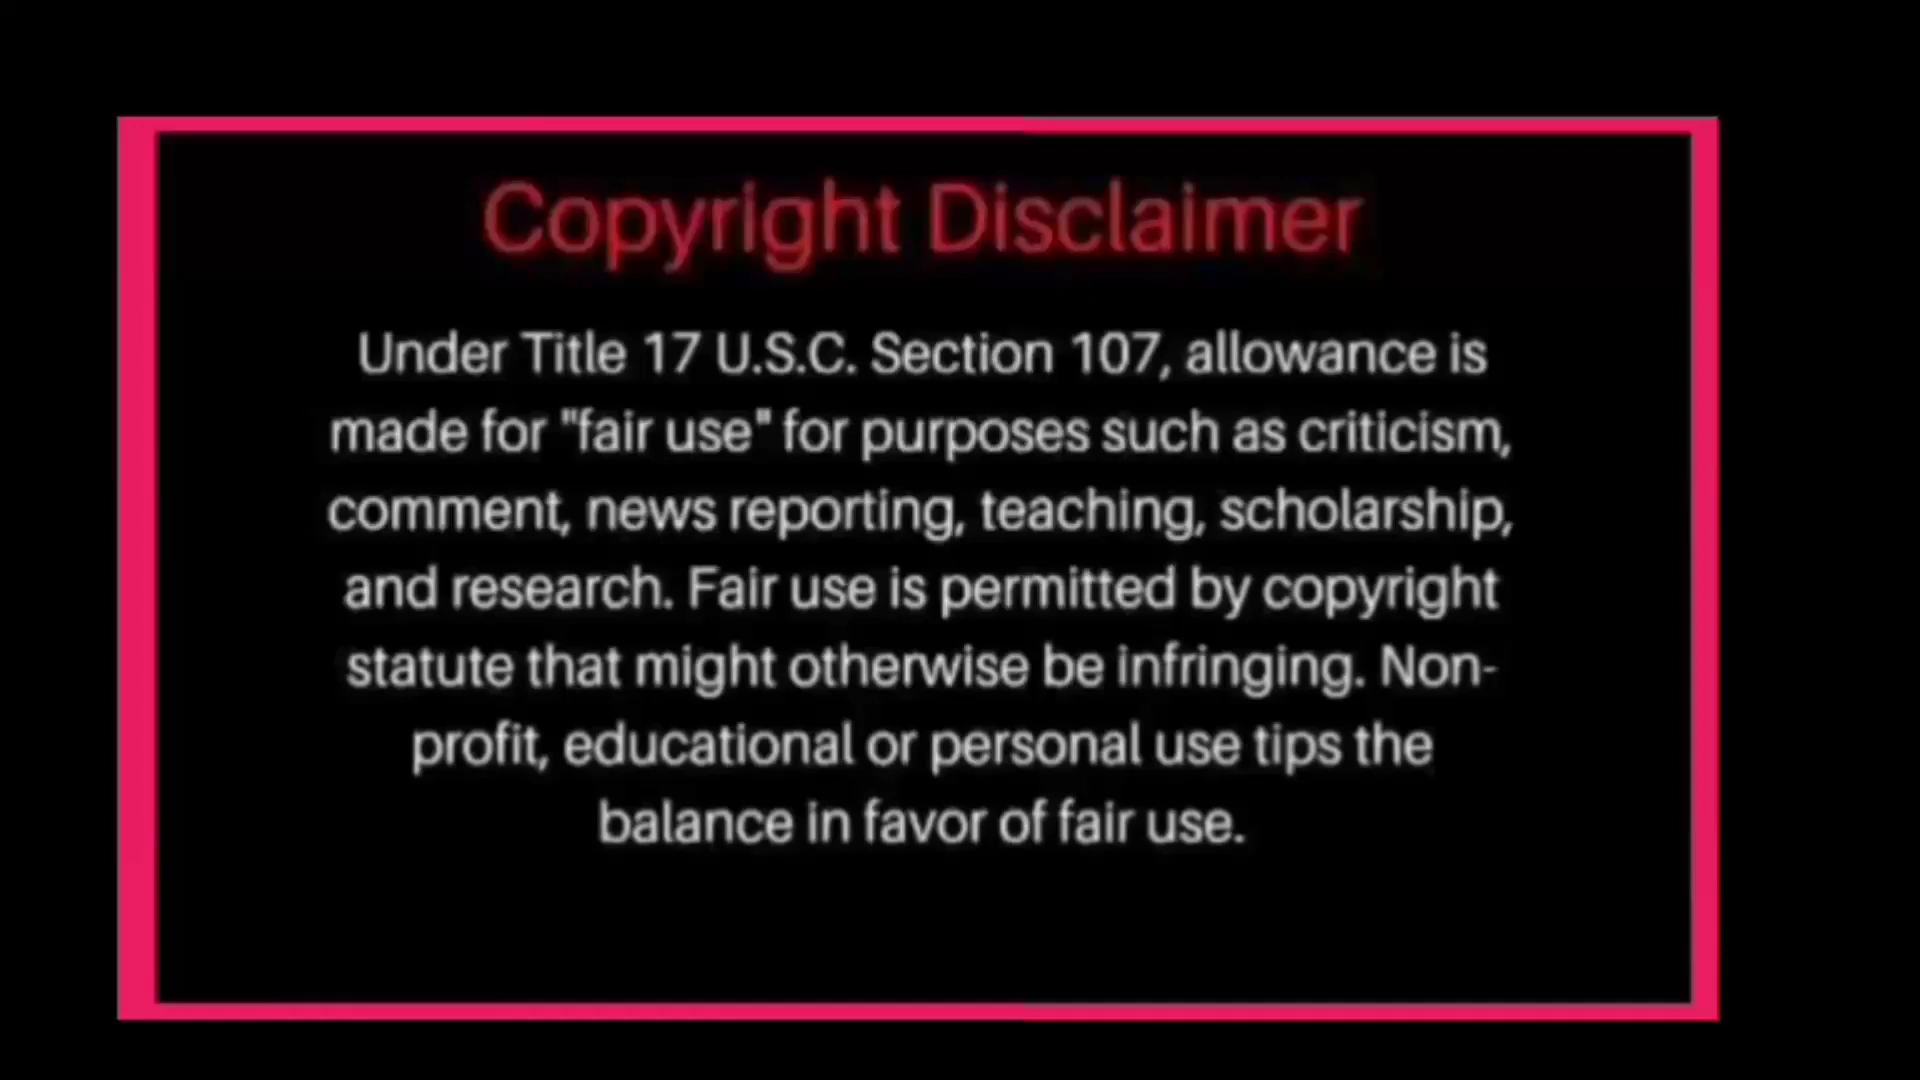 Copyright Disclaimer
Under Title 17 U.S.C. Section 107, allowance is
made for "fair use" for purposes such as criticism,
comment, news reporting, teaching, scholarship,
and research. Fair use is permitted by copyright
statute that might otherwise be infringing. Non-
profit, educational or personal use tips the
balance in favor of fair use.